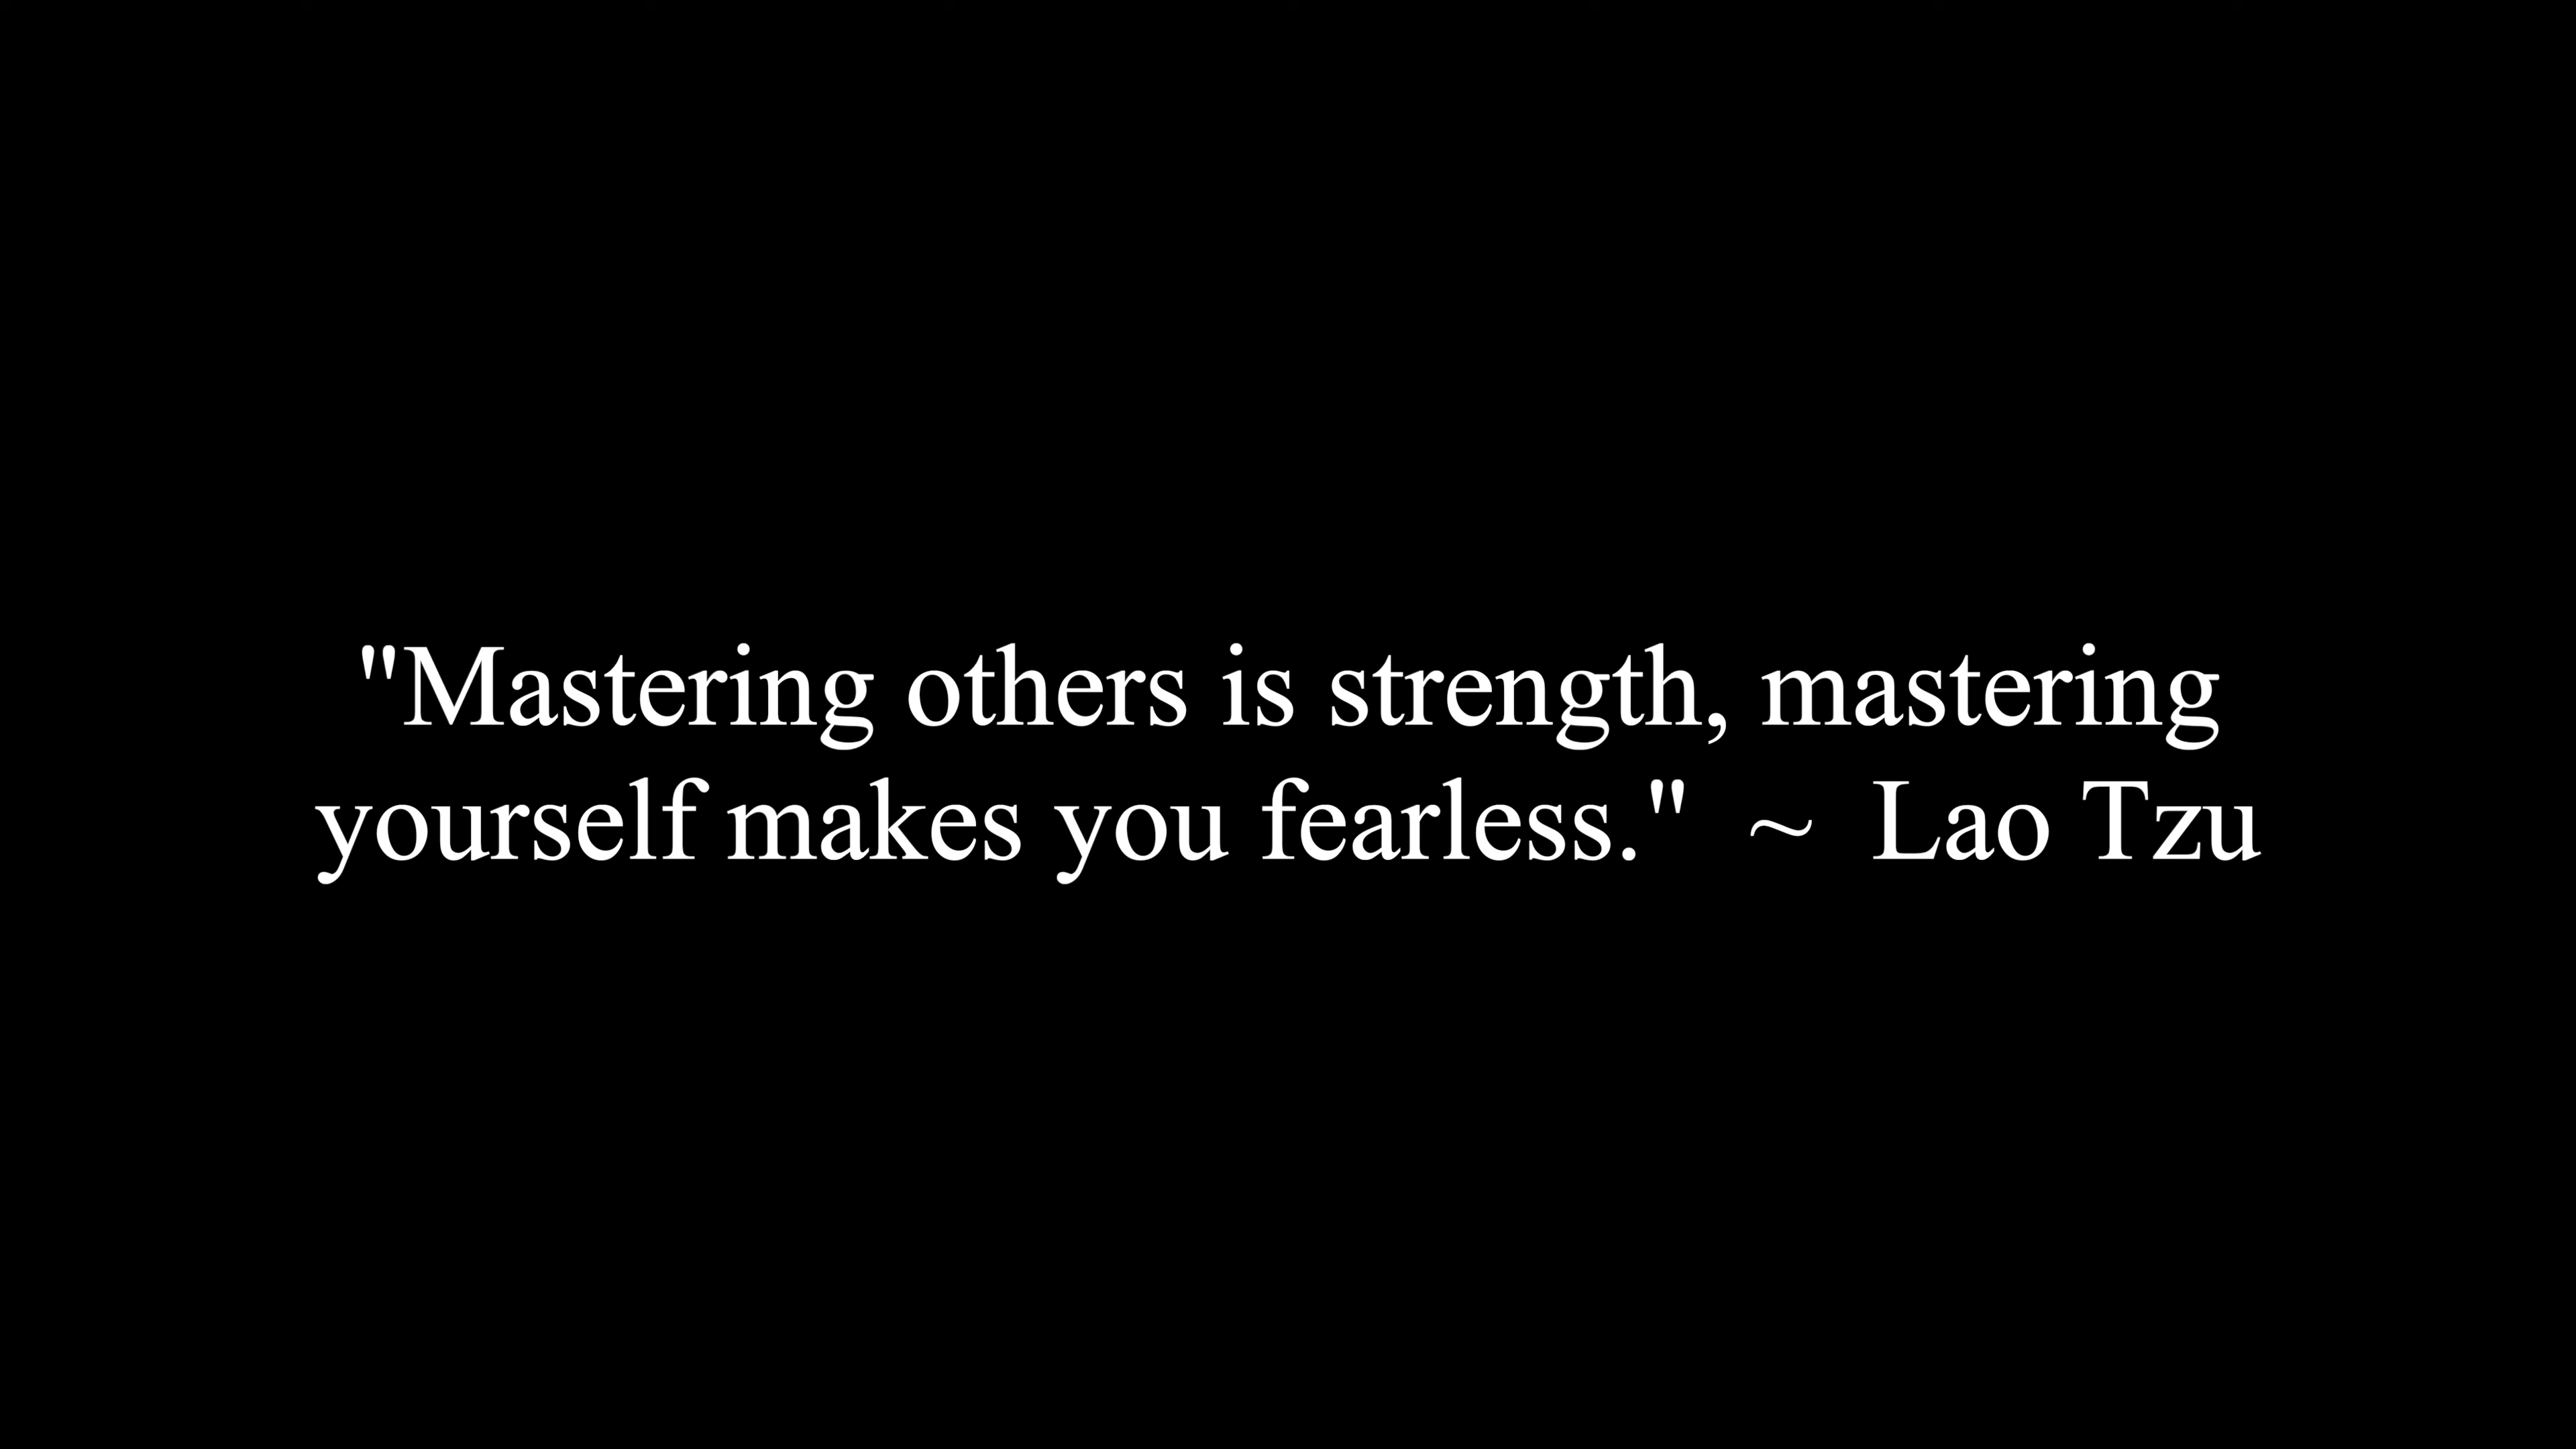 "Mastering others is strength, mastering
yourself makes you fearless."  ~  Lao Tzu